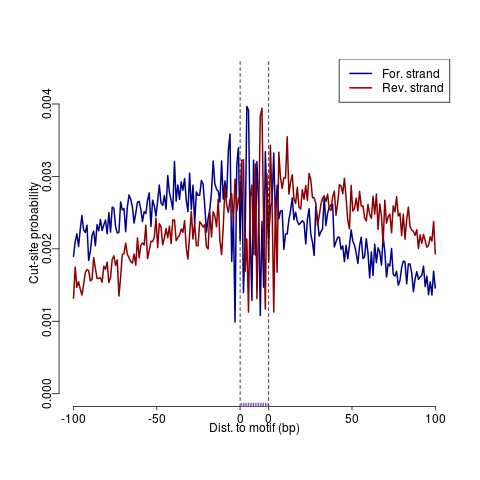 For. strand
Rev. strand
Cut-site probability
0.004
0.003
0.002
0.001
0.000
-100 -50 0 0 50 100
Dist. to motif (bp)